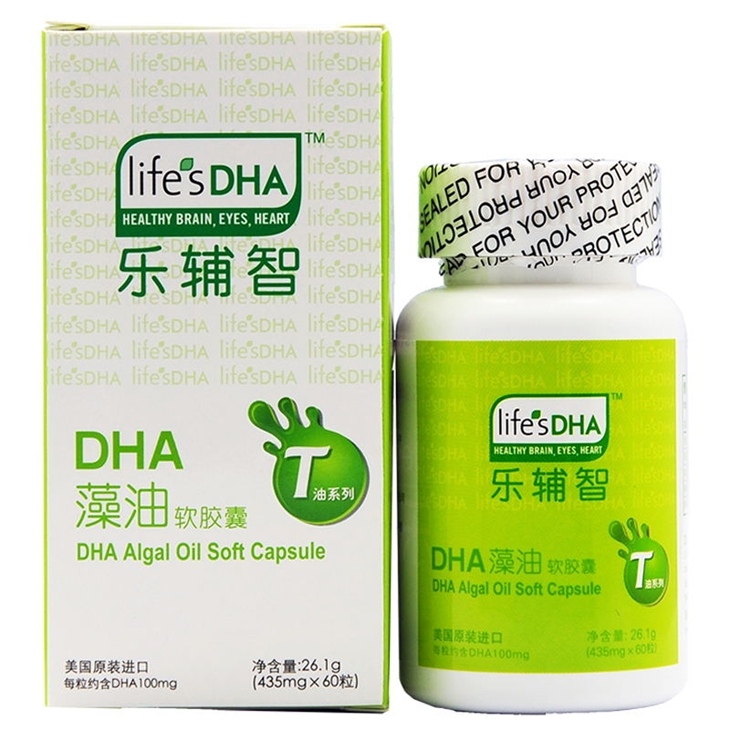 life'sDHA™
HEALTHY BRAIN, EYES, HEART
乐辅智
DHA
藻油 软胶囊
DHA Algal Oil Soft Capsule
T 油系列
美国原装进口
每粒约含DHA100mg
净含量:26.1g
(435mg×60粒)
SEALED FOR YOUR PROTECTION
life'sDHA™
HEALTHY BRAIN, EYES, HEART
乐辅智
DHA藻油 软胶囊
DHA Algal Oil Soft Capsule
T 油系列
美国原装进口
每粒约含DHA100mg
净含量:26.1g
(435mg×60粒)